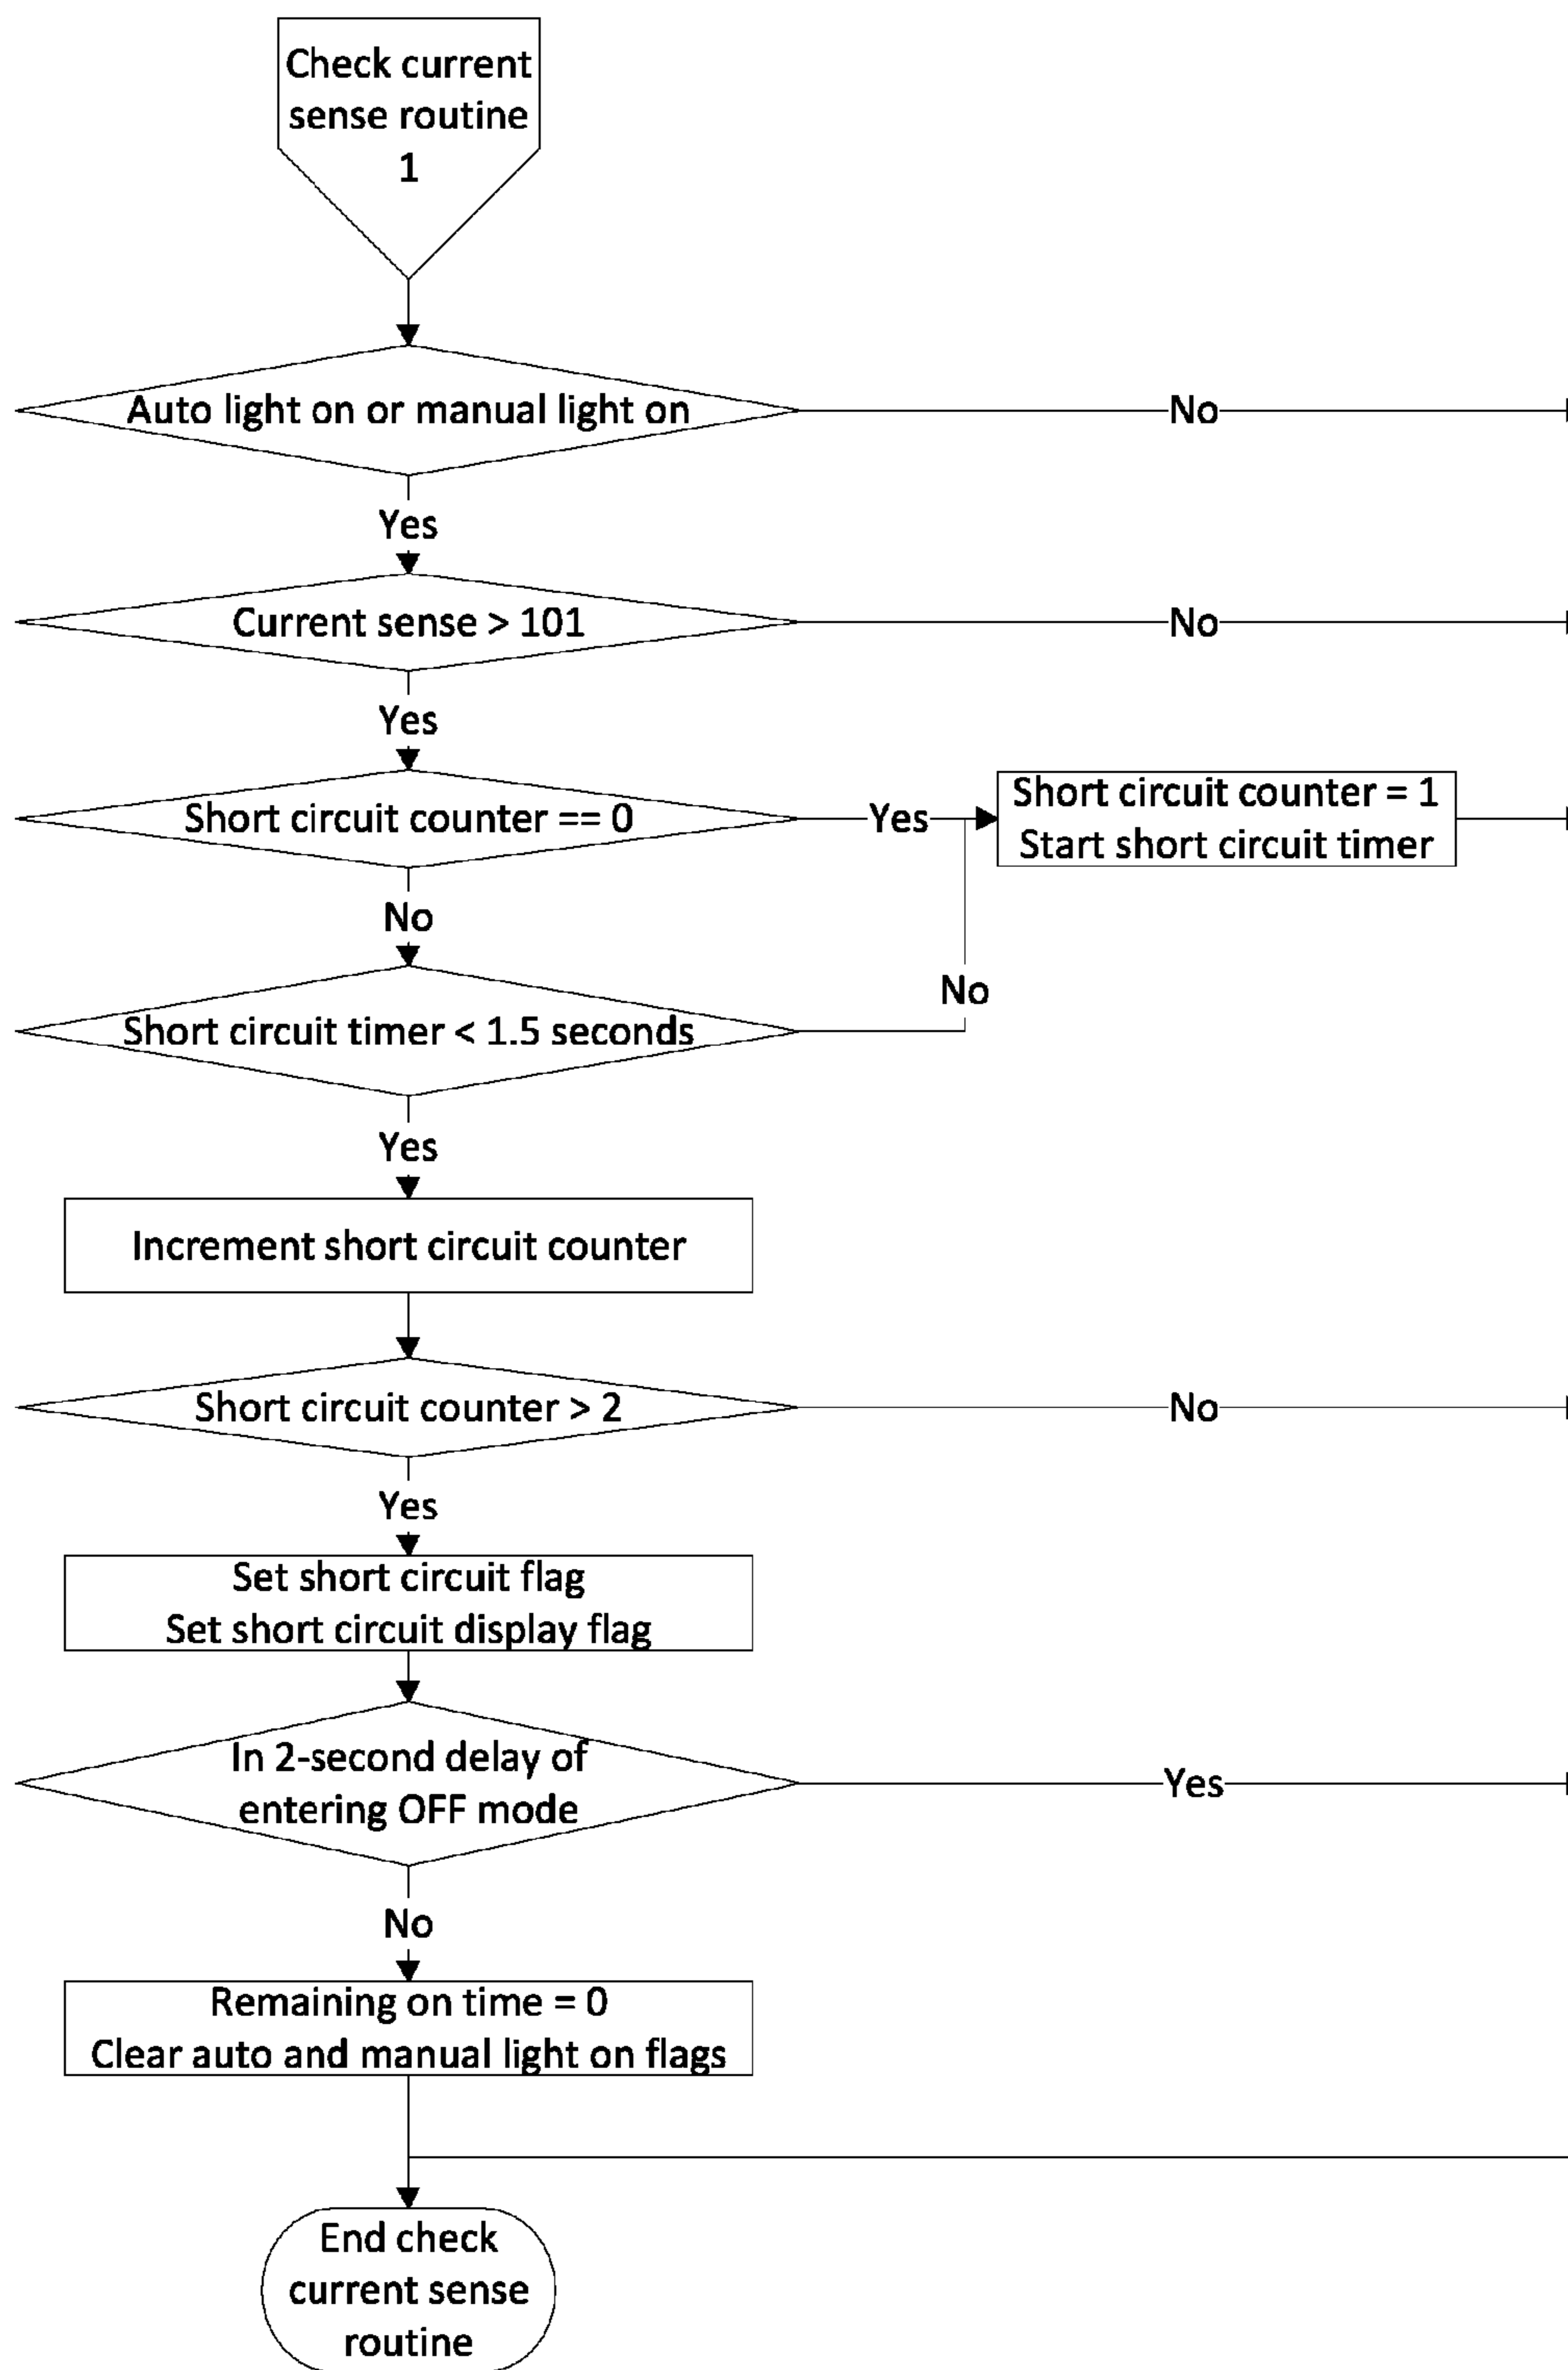 Check current
sense routine
1
Auto light on or manual light on
No
Yes
Current sense > 101
No
Yes
Short circuit counter == 0
Yes
Short circuit counter = 1
Start short circuit timer
No
No
Short circuit timer < 1.5 seconds
Yes
Increment short circuit counter
Short circuit counter > 2
No
Yes
Set short circuit flag
Set short circuit display flag
In 2-second delay of
entering OFF mode
Yes
No
Remaining on time = 0
Clear auto and manual light on flags
End check
current sense
routine